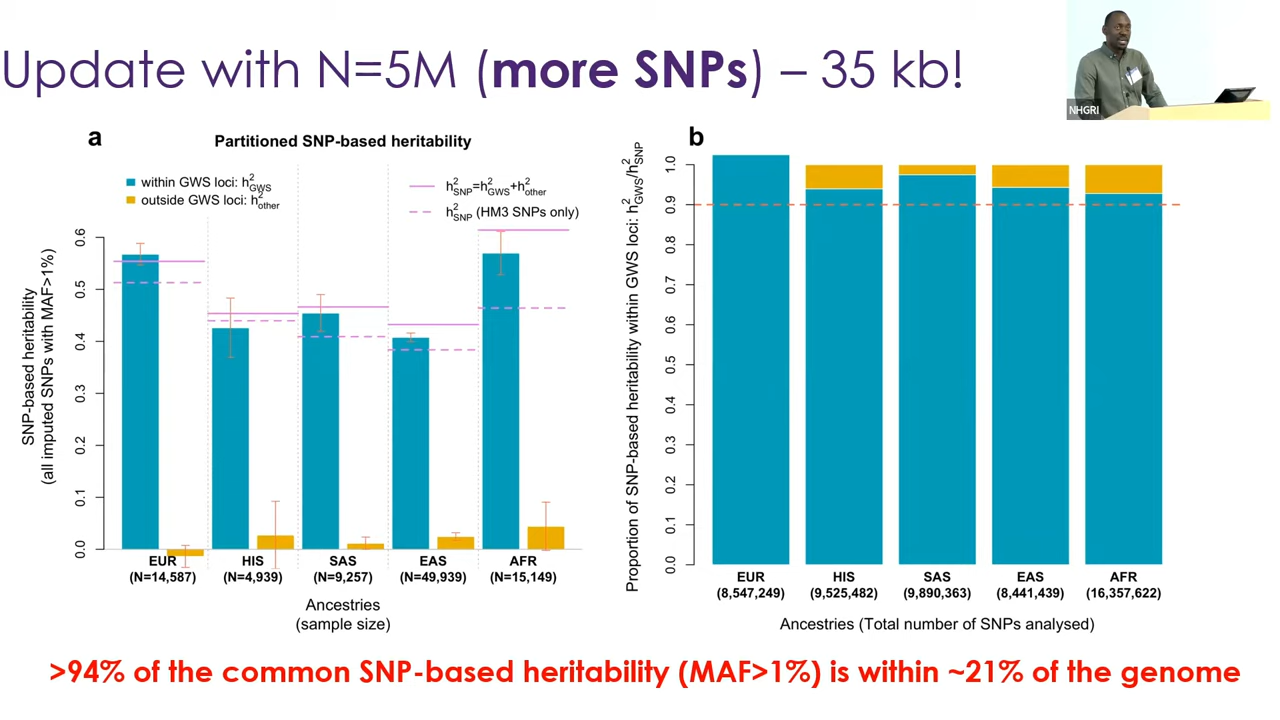 Update with N=5M (more SNPs) – 35 kb!
NHGRI
a
Partitioned SNP-based heritability
within GWS loci: h²GWS
outside GWS loci: h²other
h²SNP=h²GWS+h²other
h²SNP (HM3 SNPs only)
SNP-based heritability
(all imputed SNPs with MAF>1%)
0.6
0.5
0.4
0.3
0.2
0.1
0.0
EUR HIS SAS EAS AFR
(N=14,587) (N=4,939) (N=9,257) (N=49,939) (N=15,149)
Ancestries
(sample size)
b
Proportion of SNP-based heritability within GWS loci: h²GWS/h²SNP
1.0
0.9
0.8
0.7
0.6
0.5
0.4
0.3
0.2
0.1
0.0
EUR HIS SAS EAS AFR
(8,547,249) (9,525,482) (9,890,363) (8,441,439) (16,357,622)
Ancestries (Total number of SNPs analysed)
>94% of the common SNP-based heritability (MAF>1%) is within ~21% of the genome